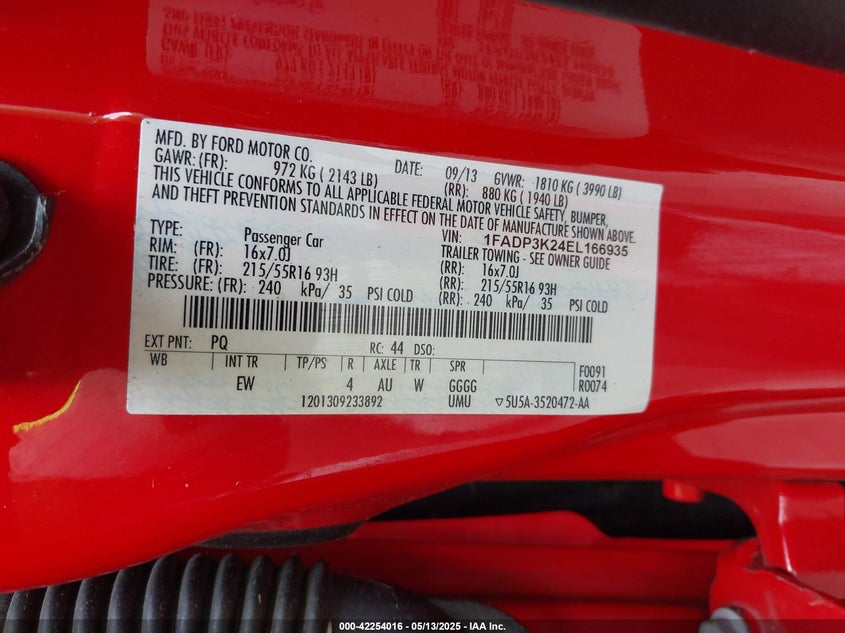 MFD. BY FORD MOTOR CO. DATE: 09/13 GVWR: 1810 KG ( 3990 LB)
GAWR: (FR): 972 KG ( 2143 LB) (RR): 880 KG ( 1940 LB)
THIS VEHICLE CONFORMS TO ALL APPLICABLE FEDERAL MOTOR VEHICLE SAFETY, BUMPER,
AND THEFT PREVENTION STANDARDS IN EFFECT ON THE DATE OF MANUFACTURE SHOWN ABOVE.
VIN: 1FADP3K24EL166935
TYPE: Passenger Car TRAILER TOWING - SEE OWNER GUIDE
RIM: (FR): 16x7.0J (RR): 16x7.0J
TIRE: (FR): 215/55R16 93H (RR): 215/55R16 93H
PRESSURE: (FR): 240 kPa/ 35 PSI COLD (RR): 240 kPa/ 35 PSI COLD
EXT PNT: PQ RC: 44 DSO:
WB INT TR TP/PS R AXLE TR SPR F0091
EW 4 AU W GGGG R0074
1201309233892 UMU ▽5U5A-3520472-AA
000-42254016 - 05/13/2025 - IAA Inc.